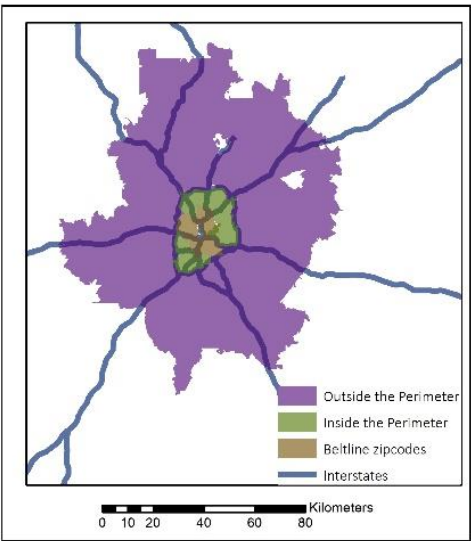 Outside the Perimeter
Inside the Perimeter
Beltline zipcodes
Interstates
Kilometers
0 10 20 40 60 80